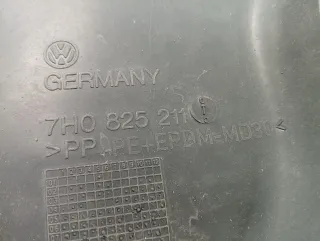 GERMANY
7H0 825 211
>PP+PE+EPDM-MD30<